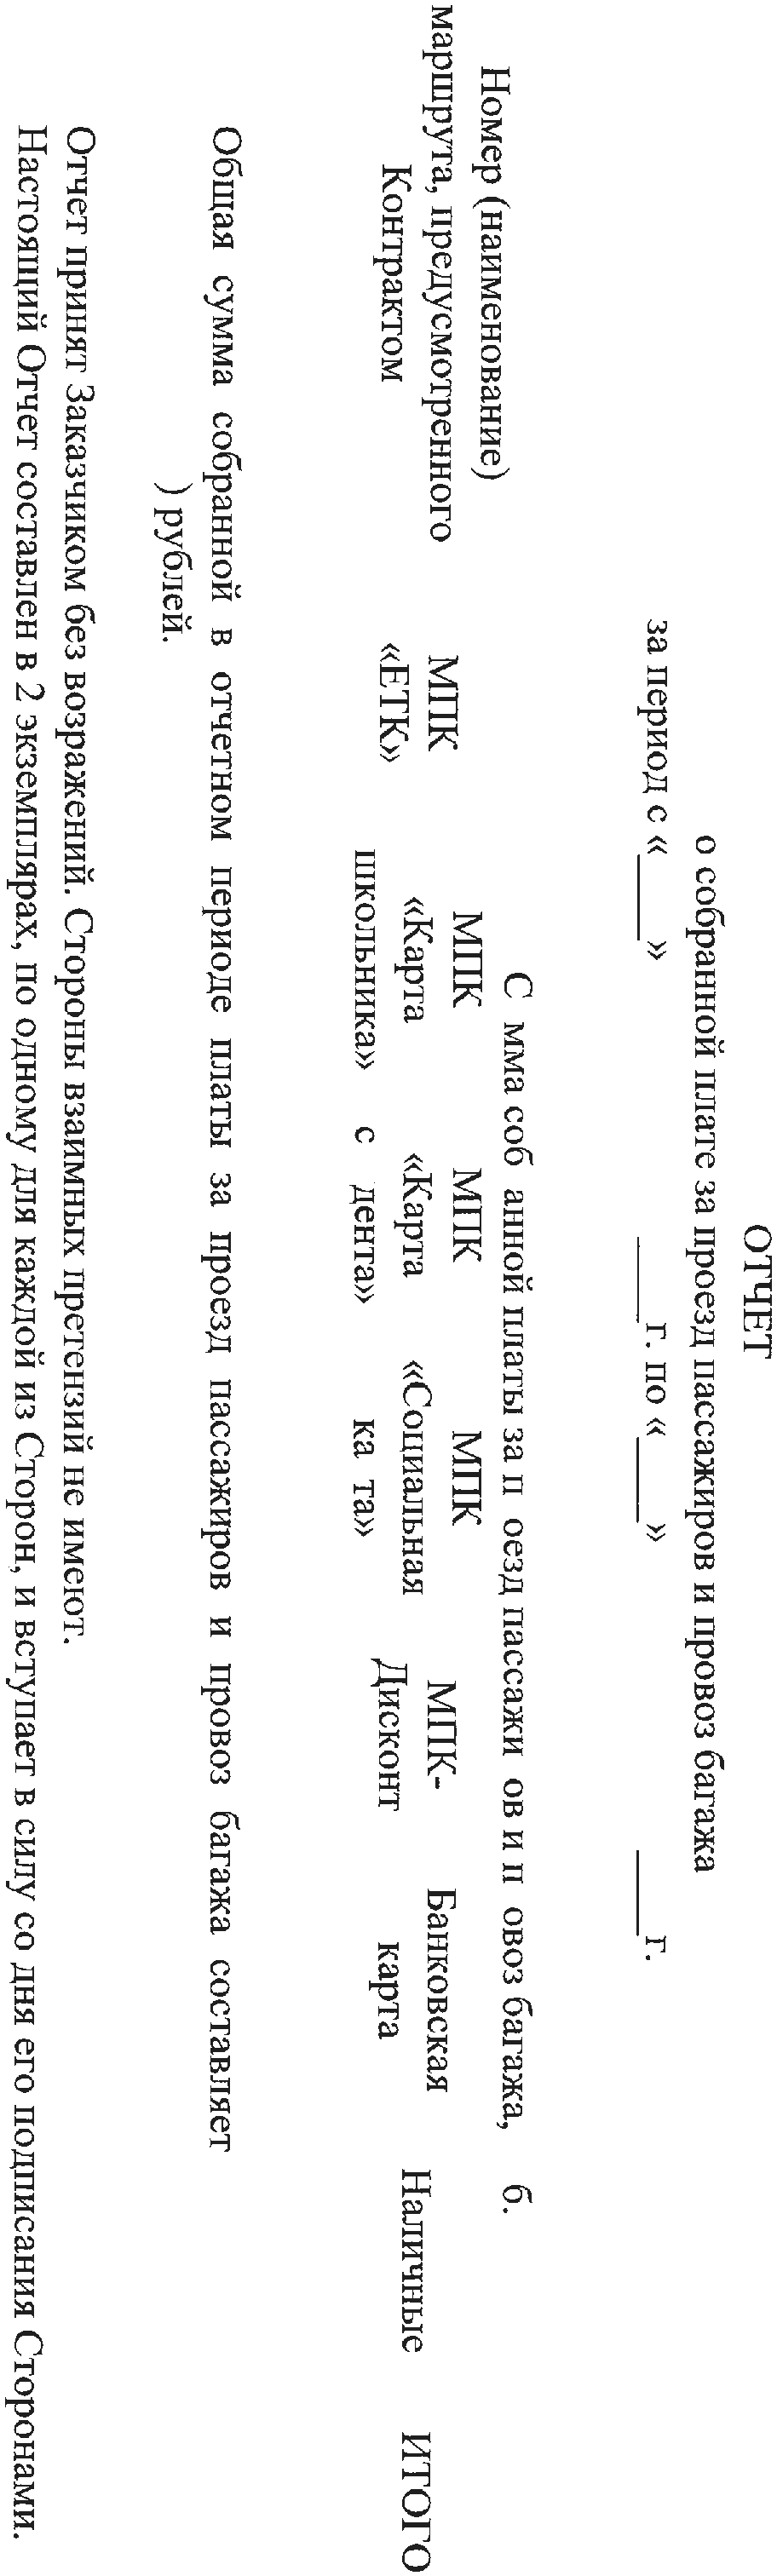 ОТЧЕТ
о собранной плате за проезд пассажиров и провоз багажа
за период с «____» ____г. по «____» ____г.
Номер (наименование)
маршрута, предусмотренного
Контрактом
С мма соб анной платы за п оезд пассажи ов и п овоз багажа, б.
МПК
«ЕТК»
МПК
«Карта
школьника»
МПК
«Карта
с дента»
МПК
«Социальная
ка та»
МПК-
Дисконт
Банковская
карта
Наличные
ИТОГО
Общая сумма собранной в отчетном периоде платы за проезд пассажиров и провоз багажа составляет
) рублей.
Отчет принят Заказчиком без возражений. Стороны взаимных претензий не имеют.
Настоящий Отчет составлен в 2 экземплярах, по одному для каждой из Сторон, и вступает в силу со дня его подписания Сторонами.